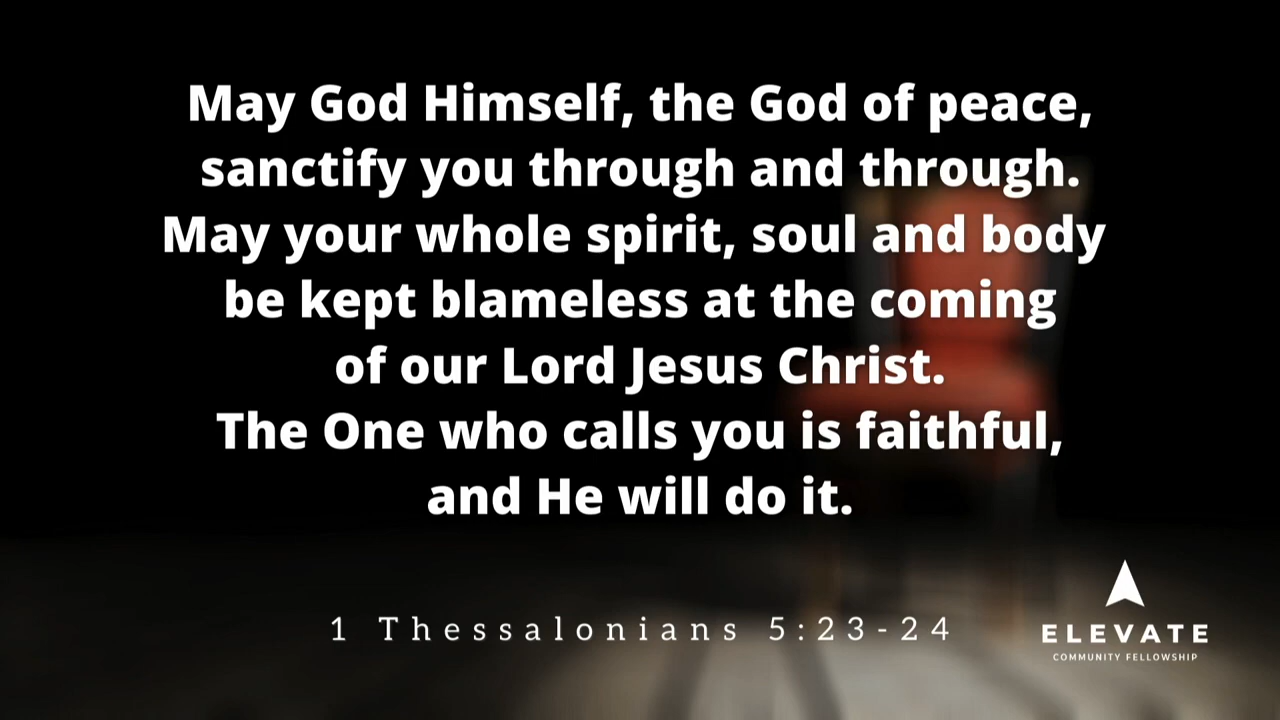 May God Himself, the God of peace,
sanctify you through and through.
May your whole spirit, soul and body
be kept blameless at the coming
of our Lord Jesus Christ.
The One who calls you is faithful,
and He will do it.
1 Thessalonians 5:23-24
ELEVATE
COMMUNITY FELLOWSHIP